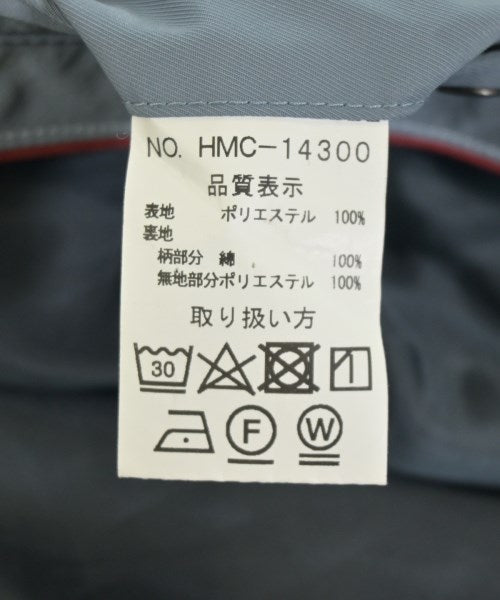 NO. HMC-14300
品質表示
表地 ポリエステル 100%
裏地
柄部分 綿 100%
無地部分ポリエステル 100%
取り扱い方
30
F W